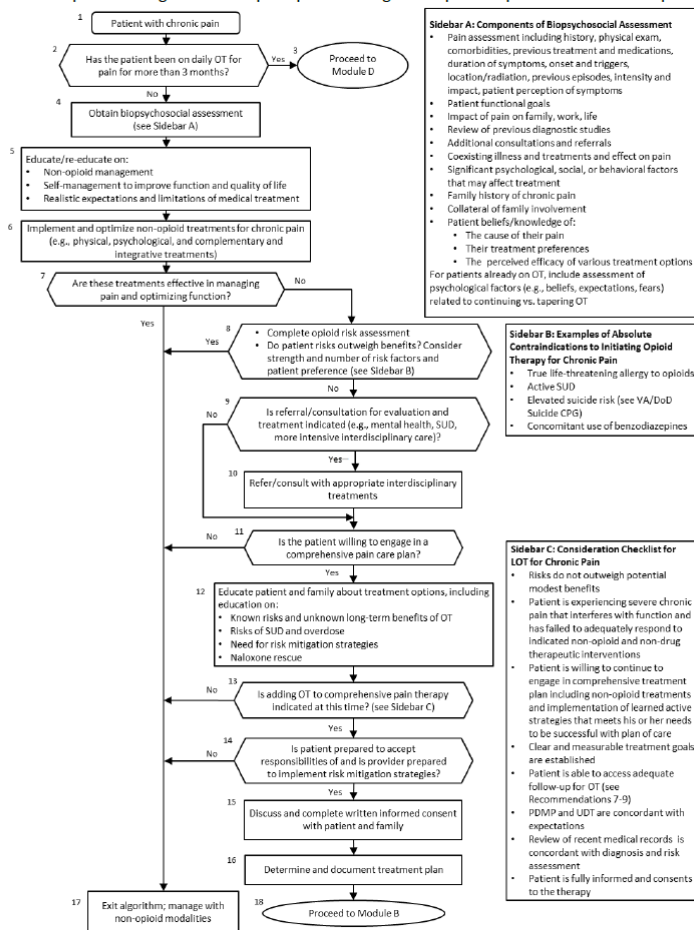 1
Patient with chronic pain
2
Has the patient been on daily OT for
pain for more than 3 months?
Yes
3
Proceed to
Module D
No
4
Obtain biopsychosocial assessment
(see Sidebar A)
5
Educate/re-educate on:
• Non-opioid management
• Self-management to improve function and quality of life
• Realistic expectations and limitations of medical treatment
6
Implement and optimize non-opioid treatments for chronic pain
(e.g., physical, psychological, and complementary and
integrative treatments)
7
Are these treatments effective in managing
pain and optimizing function?
No
Yes
8
• Complete opioid risk assessment
• Do patient risks outweigh benefits? Consider
strength and number of risk factors and
patient preference (see Sidebar B)
Yes
No
9
Is referral/consultation for evaluation and
treatment indicated (e.g., mental health, SUD,
more intensive interdisciplinary care)?
No
Yes
10
Refer/consult with appropriate interdisciplinary
treatments
11
Is the patient willing to engage in a
comprehensive pain care plan?
No
Yes
12
Educate patient and family about treatment options, including
education on:
• Known risks and unknown long-term benefits of OT
• Risks of SUD and overdose
• Need for risk mitigation strategies
• Naloxone rescue
13
Is adding OT to comprehensive pain therapy
indicated at this time? (see Sidebar C)
No
Yes
14
Is patient prepared to accept
responsibilities of and is provider prepared
to implement risk mitigation strategies?
No
Yes
15
Discuss and complete written informed consent
with patient and family
16
Determine and document treatment plan
17
Exit algorithm; manage with
non-opioid modalities
18
Proceed to Module B
Sidebar A: Components of Biopsychosocial Assessment
• Pain assessment including history, physical exam,
comorbidities, previous treatment and medications,
duration of symptoms, onset and triggers,
location/radiation, previous episodes, intensity and
impact, patient perception of symptoms
• Patient functional goals
• Impact of pain on family, work, life
• Review of previous diagnostic studies
• Additional consultations and referrals
• Coexisting illness and treatments and effect on pain
• Significant psychological, social, or behavioral factors
that may affect treatment
• Family history of chronic pain
• Collateral of family involvement
• Patient beliefs/knowledge of:
• The cause of their pain
• Their treatment preferences
• The perceived efficacy of various treatment options
For patients already on OT, include assessment of
psychological factors (e.g., beliefs, expectations, fears)
related to continuing vs. tapering OT
Sidebar B: Examples of Absolute
Contraindications to Initiating Opioid
Therapy for Chronic Pain
• True life-threatening allergy to opioids
• Active SUD
• Elevated suicide risk (see VA/DoD
Suicide CPG)
• Concomitant use of benzodiazepines
Sidebar C: Consideration Checklist for
LOT for Chronic Pain
• Risks do not outweigh potential
modest benefits
• Patient is experiencing severe chronic
pain that interferes with function and
has failed to adequately respond to
indicated non-opioid and non-drug
therapeutic interventions
• Patient is willing to continue to
engage in comprehensive treatment
plan including non-opioid treatments
and implementation of learned active
strategies that meets his or her needs
to be successful with plan of care
• Clear and measurable treatment goals
are established
• Patient is able to access adequate
follow-up for OT (see
Recommendations 7-9)
• PDMP and UDT are concordant with
expectations
• Review of recent medical records is
concordant with diagnosis and risk
assessment
• Patient is fully informed and consents
to the therapy